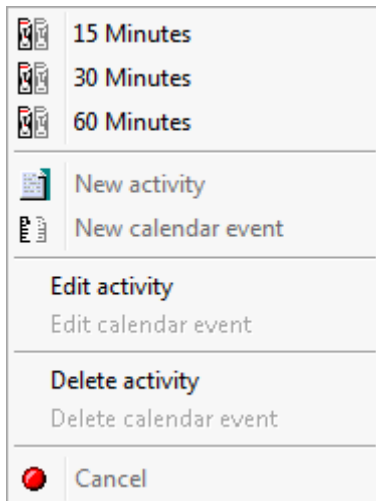 15 Minutes
30 Minutes
60 Minutes
New activity
New calendar event
Edit activity
Edit calendar event
Delete activity
Delete calendar event
Cancel